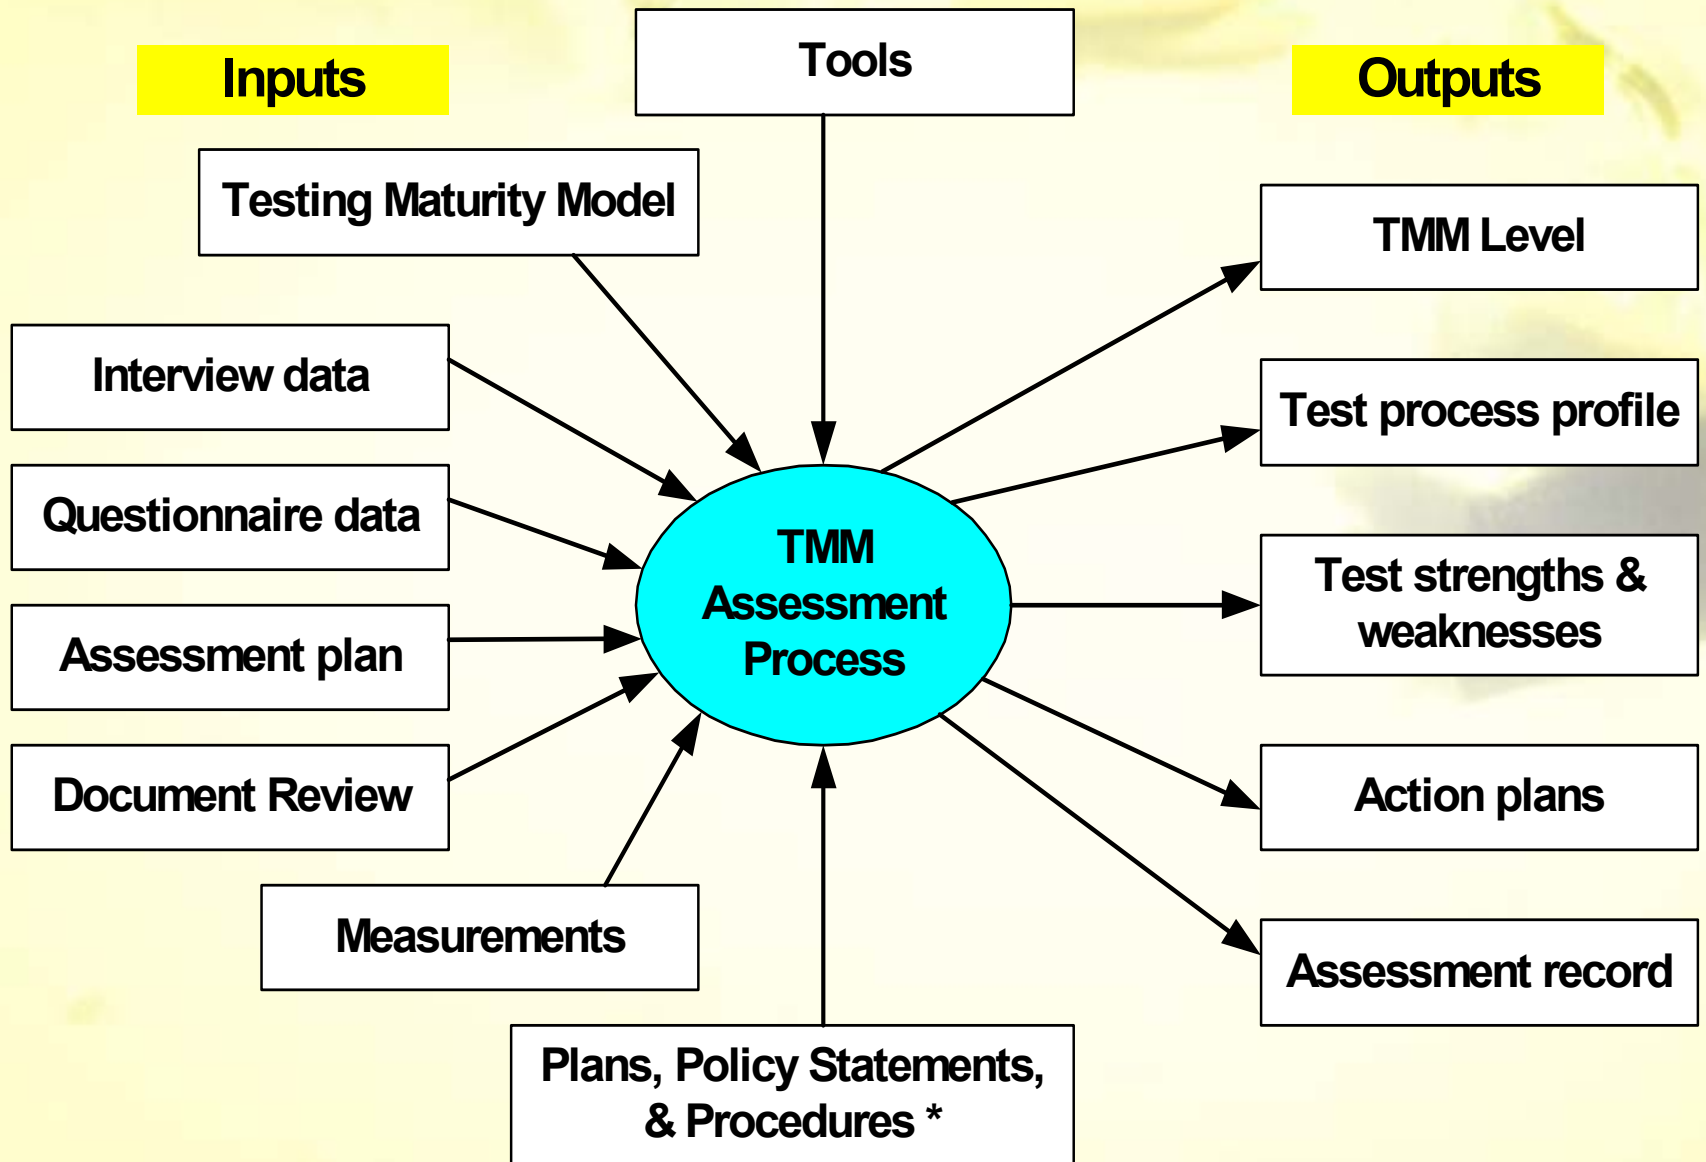 Inputs
Tools
Outputs
Testing Maturity Model
TMM Level
Interview data
Test process profile
Questionnaire data
TMM
Assessment
Process
Test strengths &
weaknesses
Assessment plan
Document Review
Action plans
Measurements
Assessment record
Plans, Policy Statements,
& Procedures *